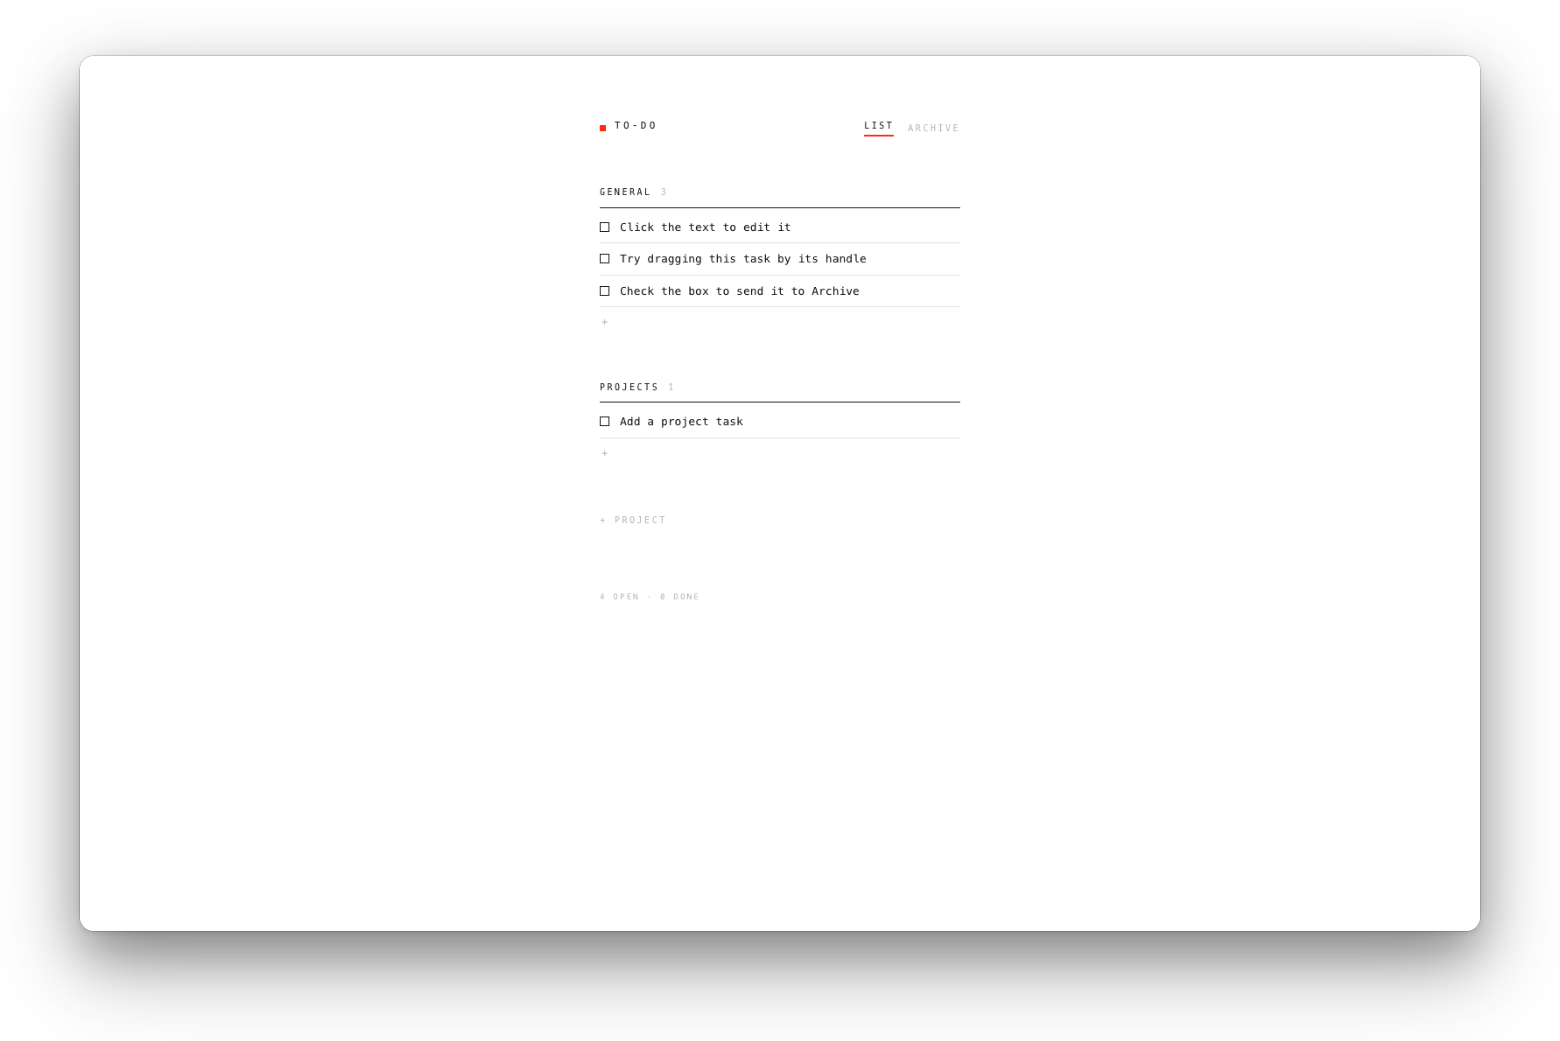 TO-DO
LIST ARCHIVE
GENERAL 3
Click the text to edit it
Try dragging this task by its handle
Check the box to send it to Archive
+
PROJECTS 1
Add a project task
+
+ PROJECT
4 OPEN · 0 DONE